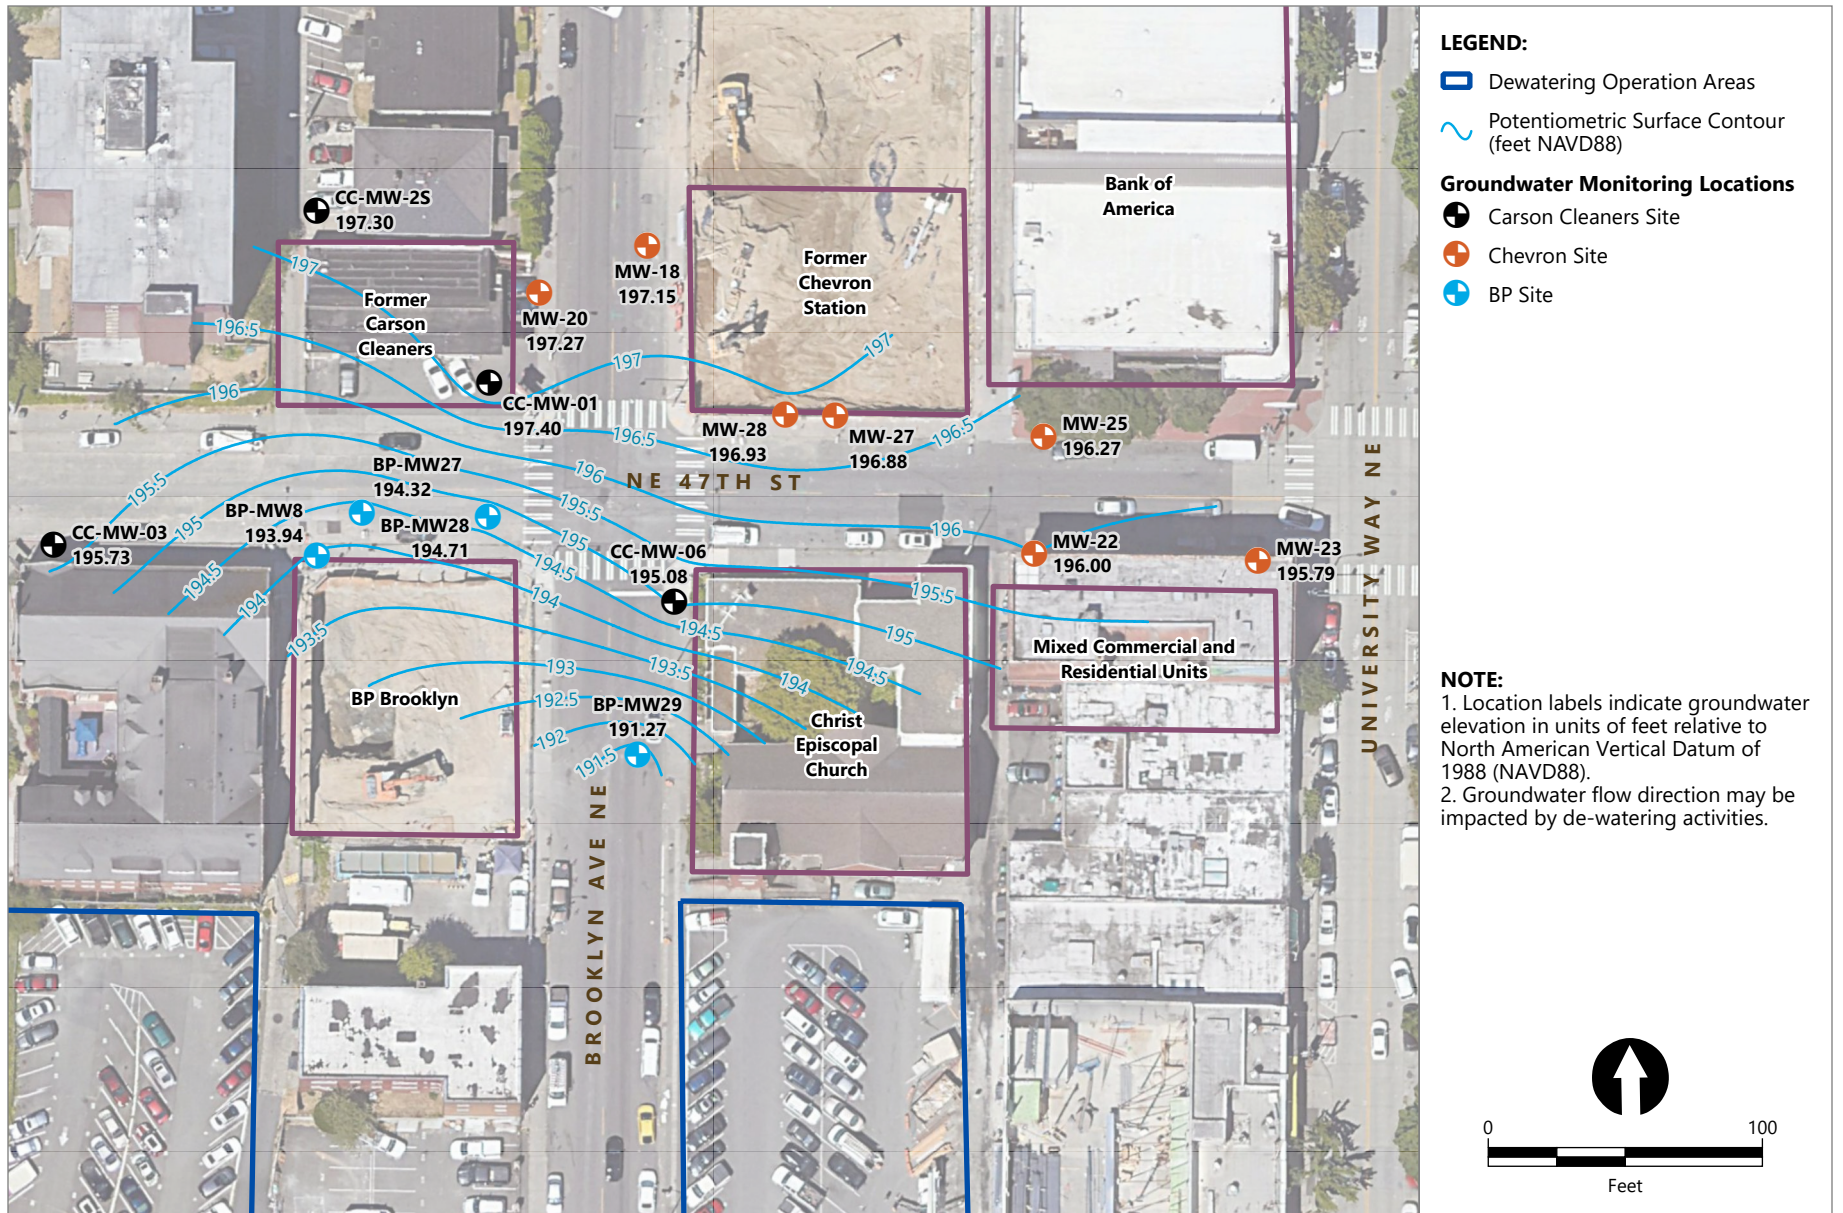 CC-MW-2S
197.30
MW-18
197.15
MW-20
197.27
Former
Carson
Cleaners
Former
Chevron
Station
Bank of
America
CC-MW-01
197.40
MW-28
196.93
MW-27
196.88
MW-25
196.27
197
196.5
196
197
197
196.5
196.5
196
195.5
195
194.5
194
193.5
BP-MW27
194.32
BP-MW8
193.94
BP-MW28
194.71
CC-MW-03
195.73
CC-MW-06
195.08
NE 47TH ST
MW-22
196.00
MW-23
195.79
196
195.5
195
194.5
194
195.5
195
194.5
194.5
194
193.5
193
192.5
192
191.5
BP Brooklyn
BP-MW29
191.27
Christ
Episcopal
Church
Mixed Commercial and
Residential Units
BROOKLYN AVE NE
UNIVERSITY WAY NE
LEGEND:
Dewatering Operation Areas
Potentiometric Surface Contour
(feet NAVD88)
Groundwater Monitoring Locations
Carson Cleaners Site
Chevron Site
BP Site
NOTE:
1. Location labels indicate groundwater
elevation in units of feet relative to
North American Vertical Datum of
1988 (NAVD88).
2. Groundwater flow direction may be
impacted by de-watering activities.
0 100
Feet